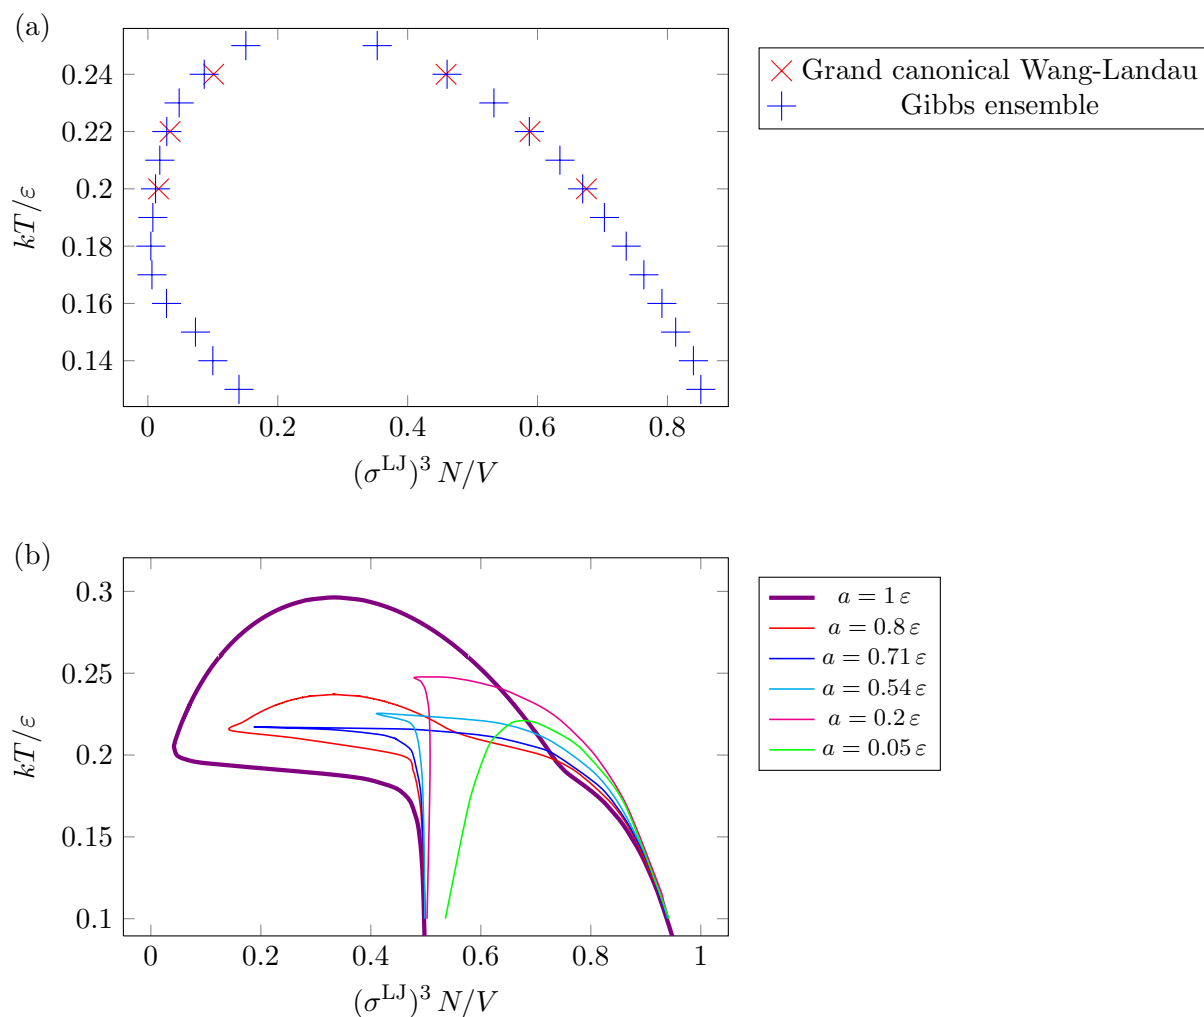 (a)
0.24
0.22
0.2
0.18
0.16
0.14
kT/ε
0 0.2 0.4 0.6 0.8
(σ^LJ)^3 N/V
Grand canonical Wang-Landau
Gibbs ensemble
(b)
0.3
0.25
0.2
0.15
0.1
kT/ε
0 0.2 0.4 0.6 0.8 1
(σ^LJ)^3 N/V
a = 1 ε
a = 0.8 ε
a = 0.71 ε
a = 0.54 ε
a = 0.2 ε
a = 0.05 ε